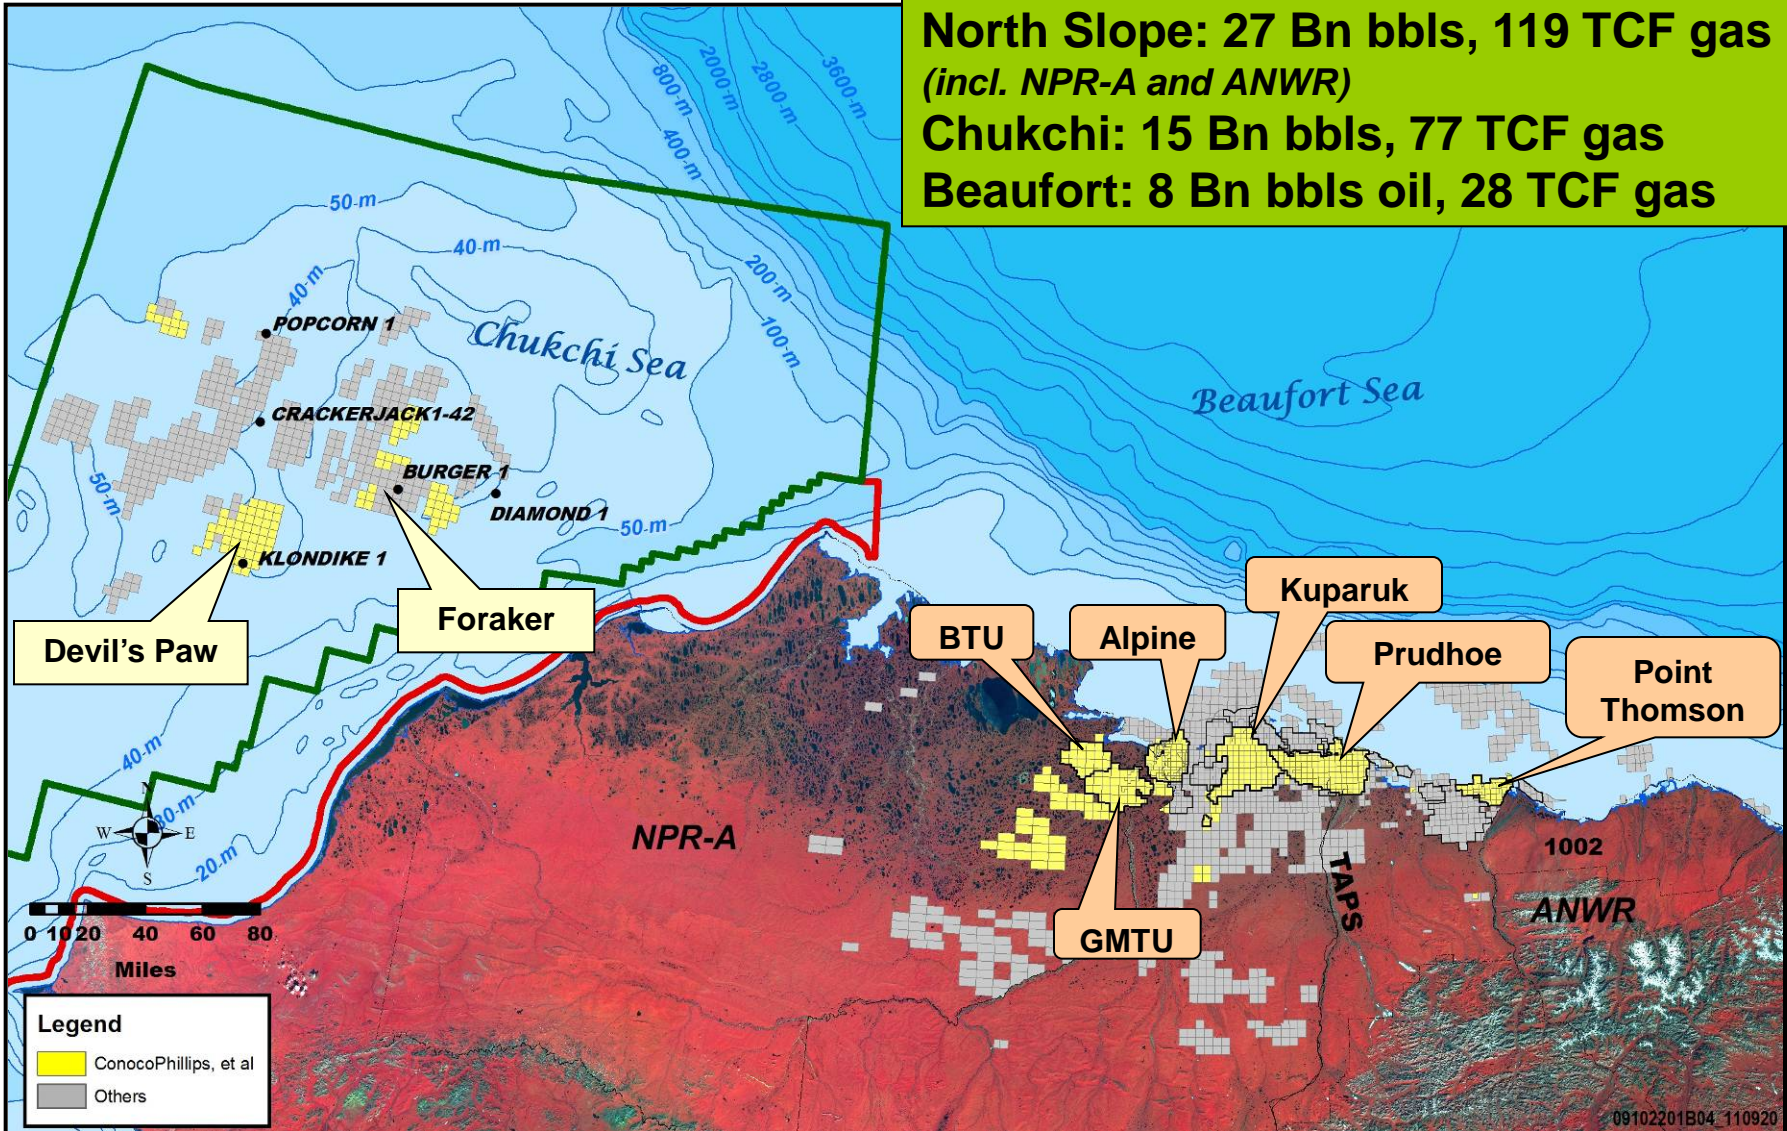 North Slope: 27 Bn bbls, 119 TCF gas
(incl. NPR-A and ANWR)
Chukchi: 15 Bn bbls, 77 TCF gas
Beaufort: 8 Bn bbls oil, 28 TCF gas
800-m
2000-m
2800-m
3600-m
400-m
200-m
100-m
50-m
40-m
40-m
POPCORN 1
Chukchi Sea
Beaufort Sea
CRACKERJACK1-42
BURGER 1
50-m
DIAMOND 1
50-m
KLONDIKE 1
Devil's Paw
Foraker
BTU
Alpine
Kuparuk
Prudhoe
Point
Thomson
40-m
30-m
20-m
N
W
E
S
NPR-A
GMTU
TAPS
1002
ANWR
0 10 20 40 60 80
Miles
Legend
ConocoPhillips, et al
Others
09102201B04_110920